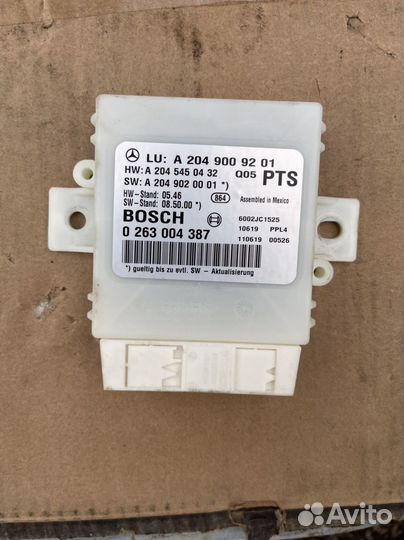 LU: A 204 900 92 01
HW: A 204 545 04 32 Q05 PTS
SW: A 204 902 00 01 *)
HW-Stand: 05.46 864 Assembled in Mexico
SW-Stand: 08.50.00 *)
BOSCH 6002JC1525
0 263 004 387 10619 PPL4
110619 00526
*) gueltig bis zu evtl. SW - Aktualisierung
Avito